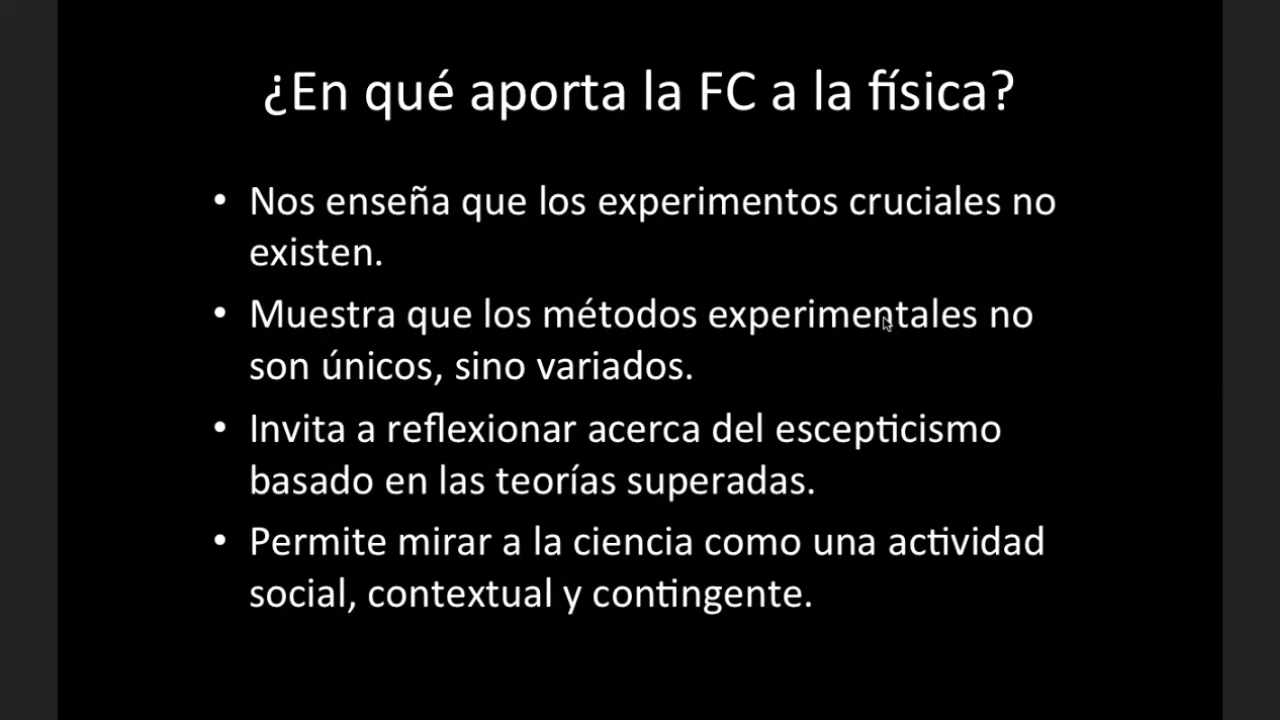 ¿En qué aporta la FC a la física?
• Nos enseña que los experimentos cruciales no
existen.
• Muestra que los métodos experimentales no
son únicos, sino variados.
• Invita a reflexionar acerca del escepticismo
basado en las teorías superadas.
• Permite mirar a la ciencia como una actividad
social, contextual y contingente.